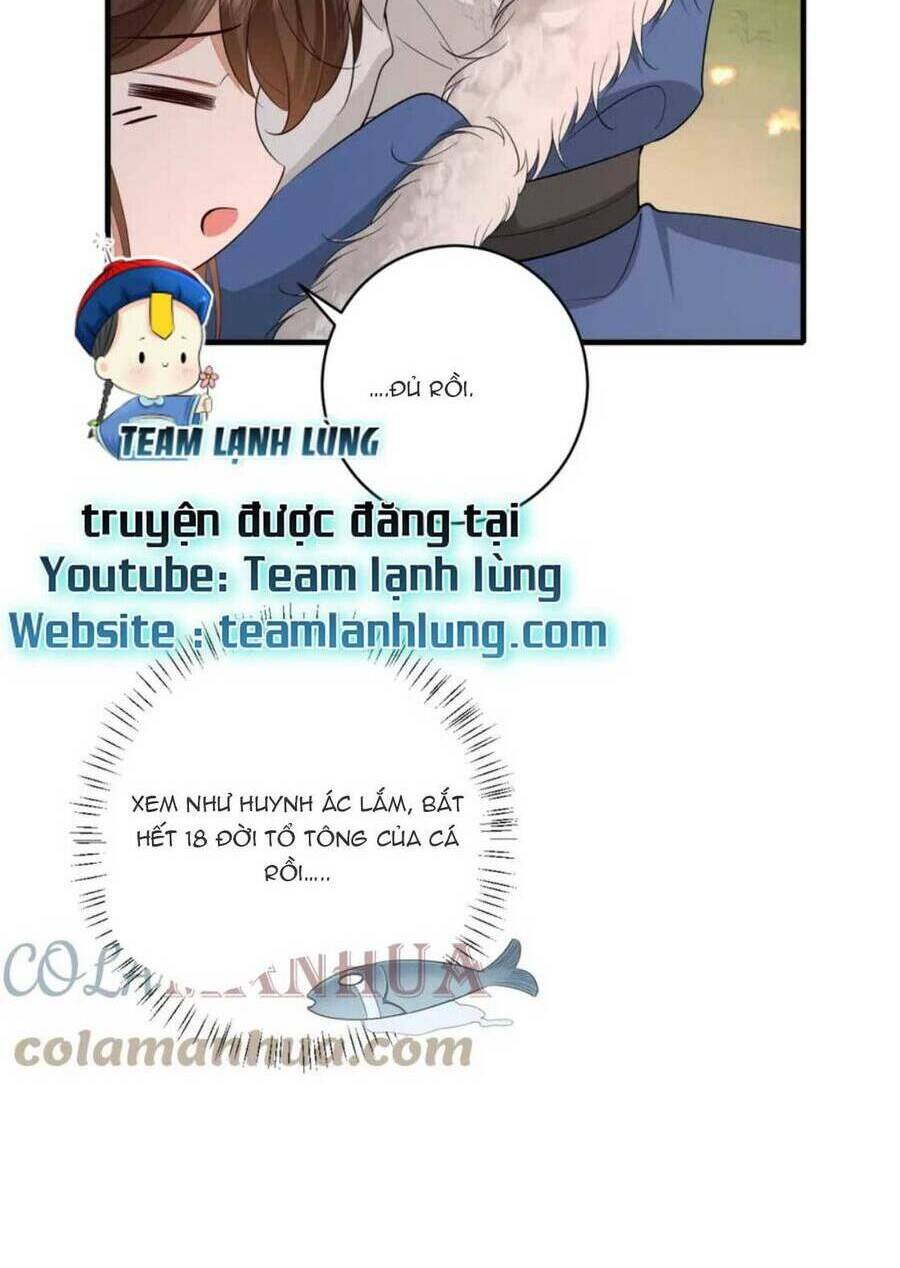 ....ĐỦ RỒI.
TEAM LẠNH LÙNG
truyện được đăng tại
Youtube: Team lạnh lùng
Website : teamlanhlung.com
XEM NHƯ HUYNH ÁC LẮM, BẮT
HẾT 18 ĐỜI TỔ TÔNG CỦA CÁ
RỒI.....
COLAMANHUA
colamanhua.com